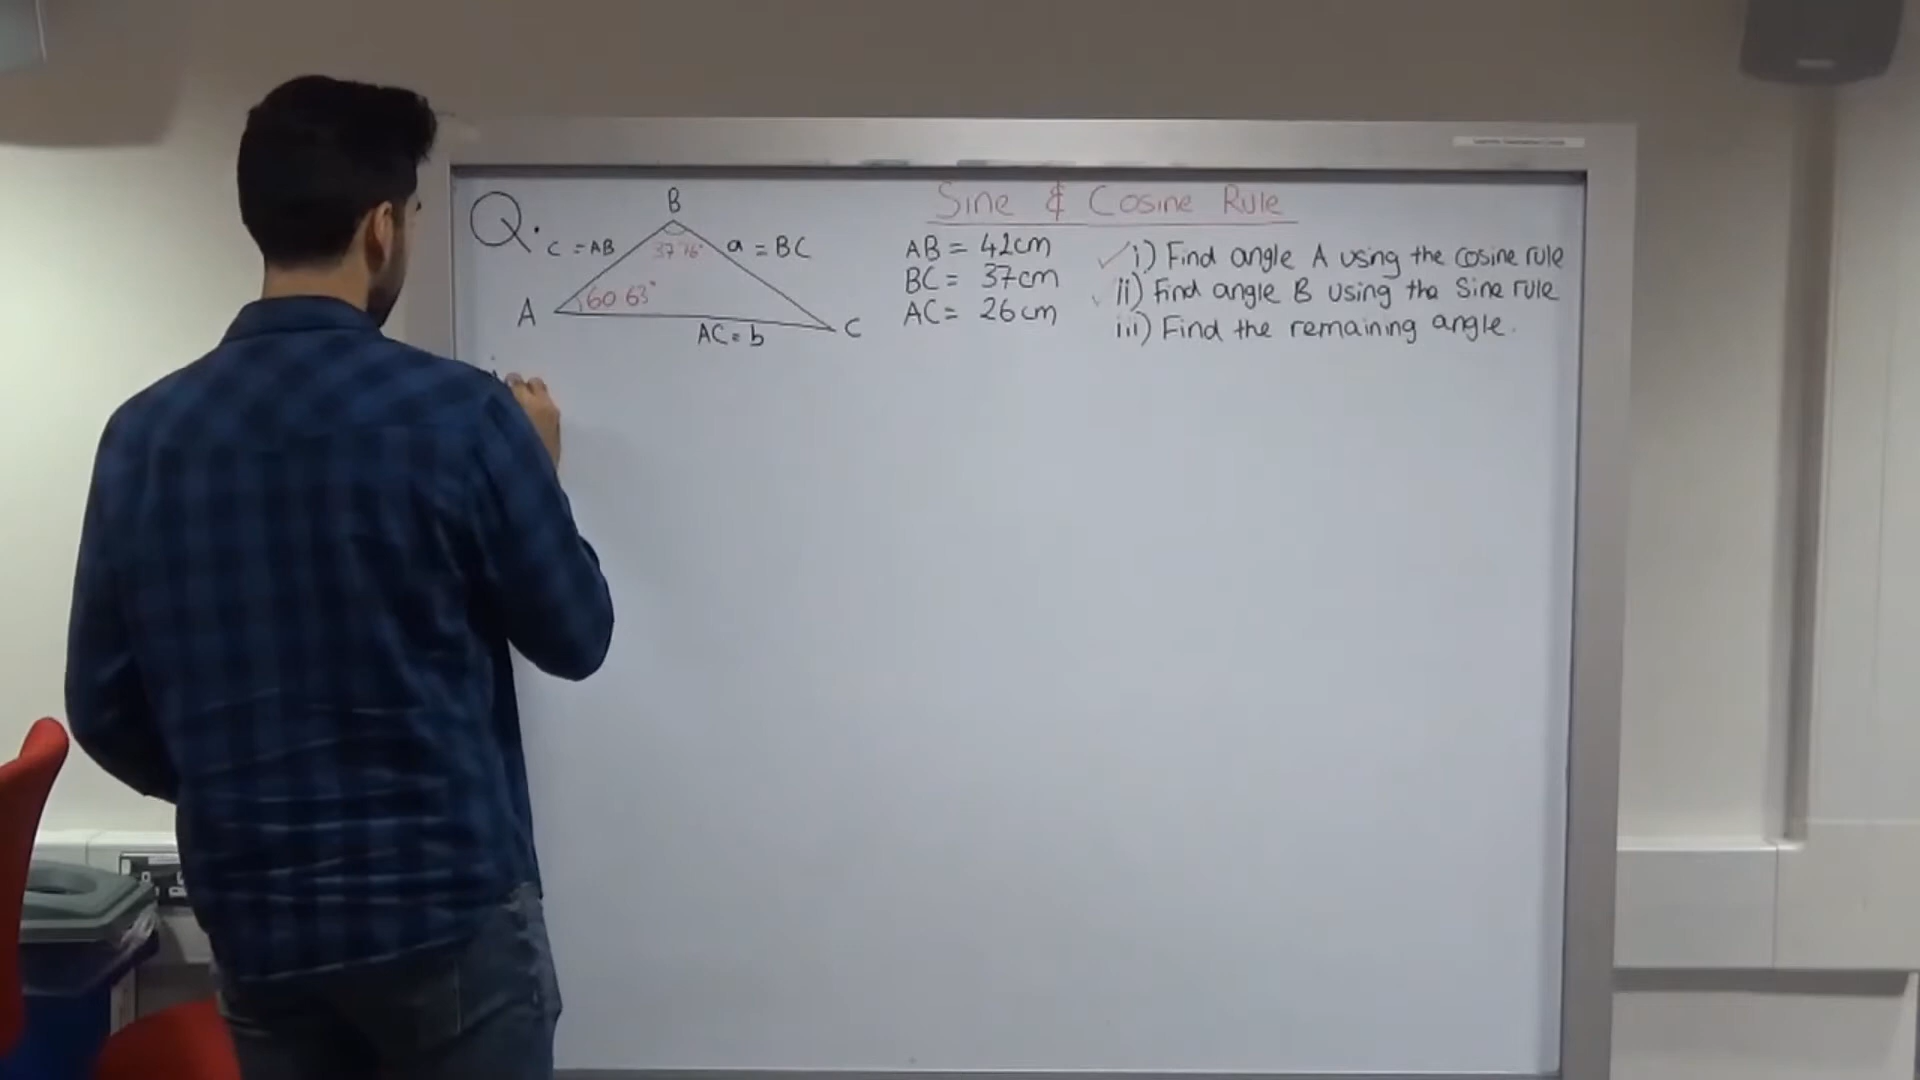 Sine & Cosine Rule
Q.
B
c = AB
37.76°
a = BC
A
60.63°
AC = b
C
AB = 42cm
BC = 37cm
AC = 26cm
✓ i) Find angle A using the cosine rule
✓ ii) Find angle B using the Sine rule
iii) Find the remaining angle.